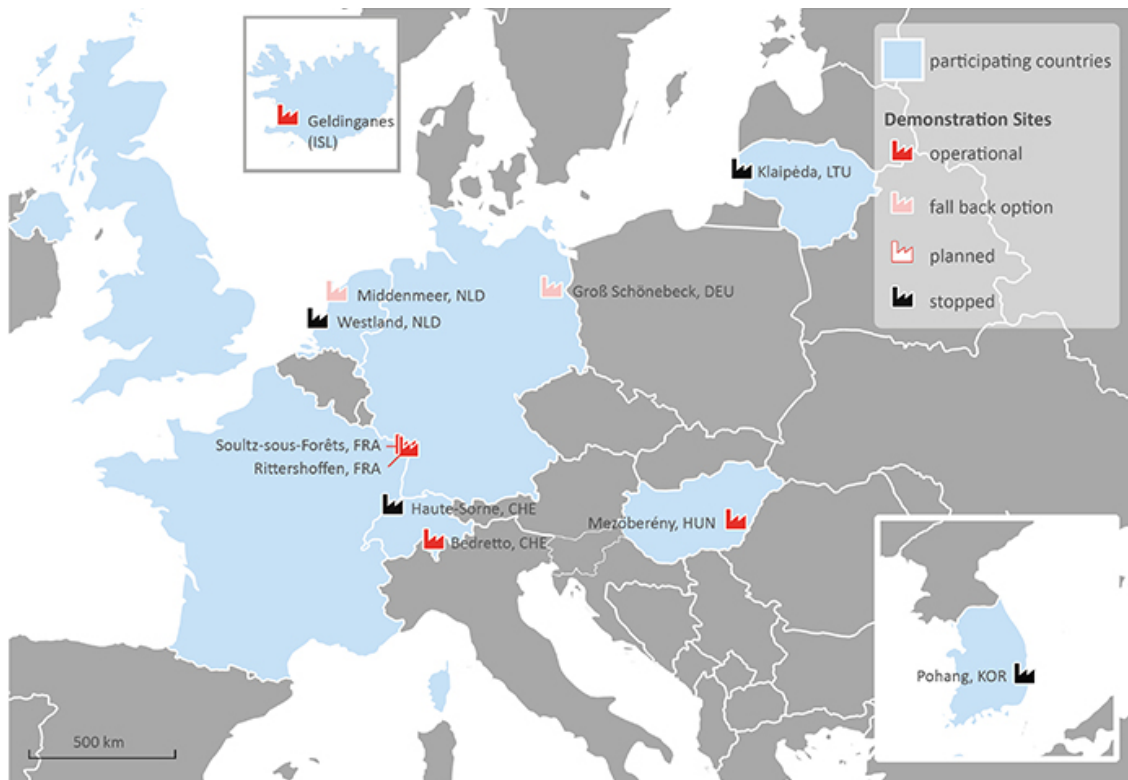 Geldinganes
(ISL)
participating countries
Demonstration Sites
operational
fall back option
planned
stopped
Klaipėda, LTU
Middenmeer, NLD
Groß Schönebeck, DEU
Westland, NLD
Soultz-sous-Forêts, FRA
Rittershoffen, FRA
Haute-Sorne, CHE
Mezőberény, HUN
Bedretto, CHE
Pohang, KOR
500 km